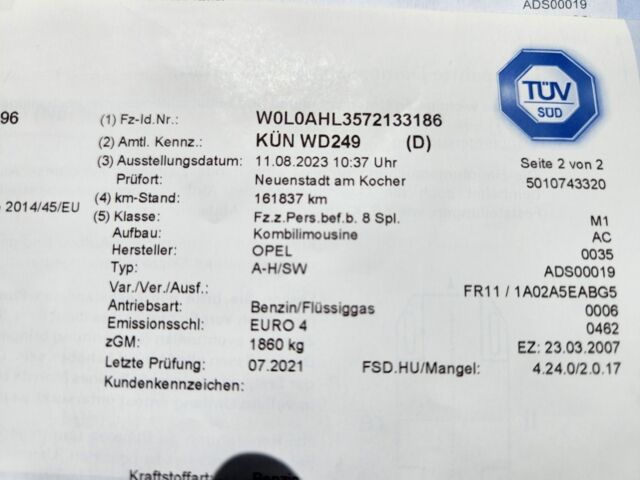 ADS00019
TÜV
SÜD
96
(1) Fz-Id.Nr.: W0L0AHL3572133186
(2) Amtl. Kennz.: KÜN WD249 (D)
(3) Ausstellungsdatum: 11.08.2023 10:37 Uhr Seite 2 von 2
Prüfort: Neuenstadt am Kocher 5010743320
2014/45/EU
(4) km-Stand: 161837 km
(5) Klasse: Fz.z.Pers.bef.b. 8 Spl. M1
Aufbau: Kombilimousine AC
Hersteller: OPEL 0035
Typ: A-H/SW ADS00019
Var./Ver./Ausf.: FR11 / 1A02A5EABG5
Antriebsart: Benzin/Flüssiggas 0006
Emissionsschl: EURO 4 0462
zGM: 1860 kg EZ: 23.03.2007
Letzte Prüfung: 07.2021 FSD.HU/Mangel: 4.24.0/2.0.17
Kundenkennzeichen:
Kraftstoffart